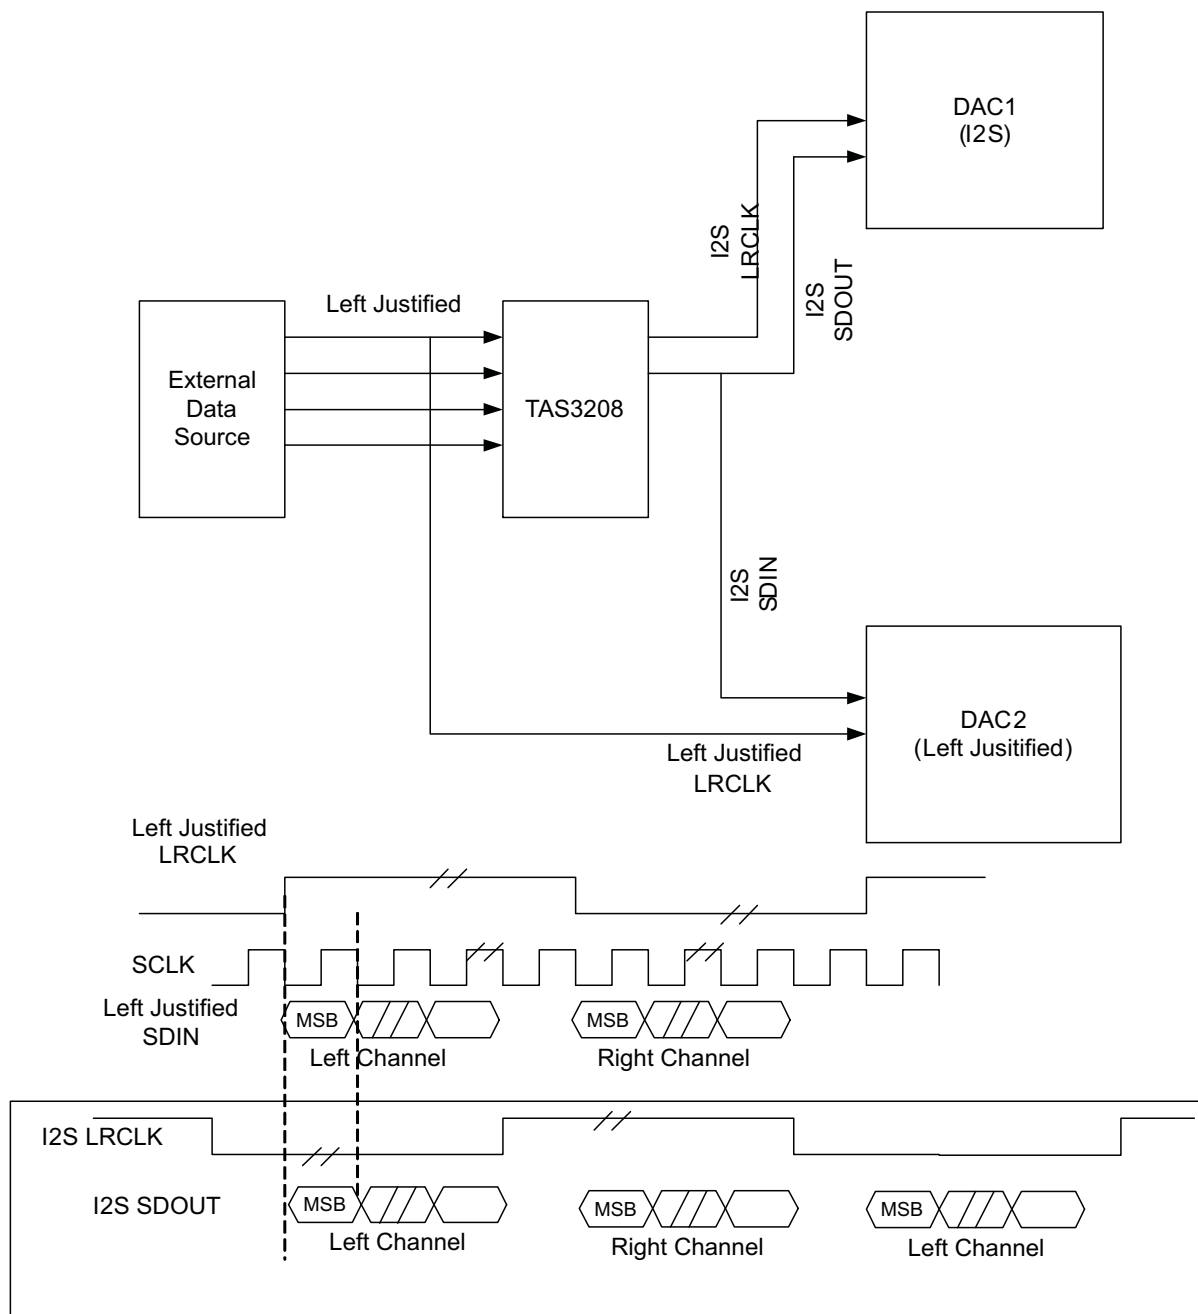 DAC1
(I2S)
I2S
LRCLK
I2S
SDOUT
Left Justified
External
Data
Source
TAS3208
I2S
SDIN
DAC2
(Left Jusitified)
Left Justified
LRCLK
Left Justified
LRCLK
SCLK
Left Justified
SDIN
MSB
MSB
Left Channel
Right Channel
I2S LRCLK
I2S SDOUT
MSB
MSB
MSB
Left Channel
Right Channel
Left Channel